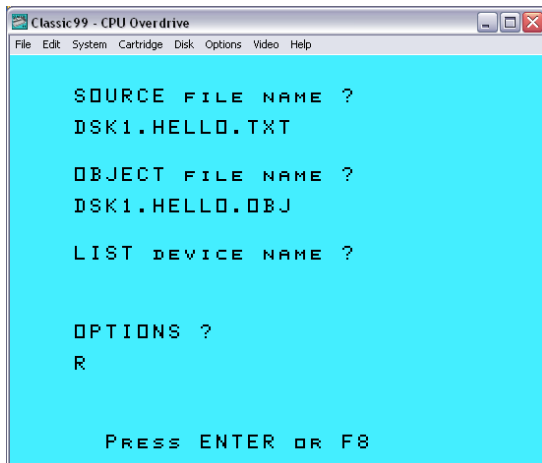 Classic99 - CPU Overdrive
File Edit System Cartridge Disk Options Video Help
SOURCE FILE NAME ?
DSK1.HELLO.TXT
OBJECT FILE NAME ?
DSK1.HELLO.OBJ
LIST DEVICE NAME ?
OPTIONS ?
R
PRESS ENTER OR F8